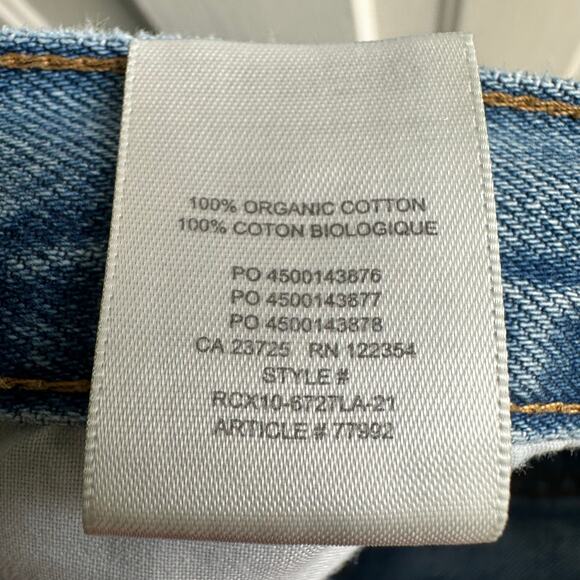 100% ORGANIC COTTON
100% COTON BIOLOGIQUE
PO 4500143876
PO 4500143877
PO 4500143878
CA 23725 RN 122354
STYLE #
RCX10-6727LA-21
ARTICLE # 77992